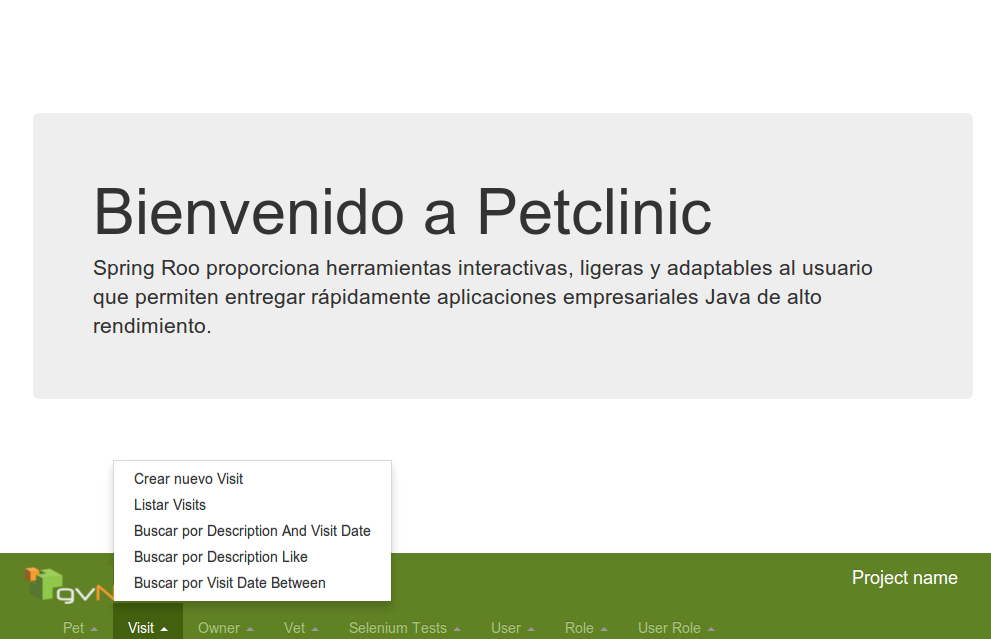 Bienvenido a Petclinic
Spring Roo proporciona herramientas interactivas, ligeras y adaptables al usuario
que permiten entregar rápidamente aplicaciones empresariales Java de alto
rendimiento.
Crear nuevo Visit
Listar Visits
Buscar por Description And Visit Date
Buscar por Description Like
Buscar por Visit Date Between
gvN
Project name
Pet Visit Owner Vet Selenium Tests User Role User Role